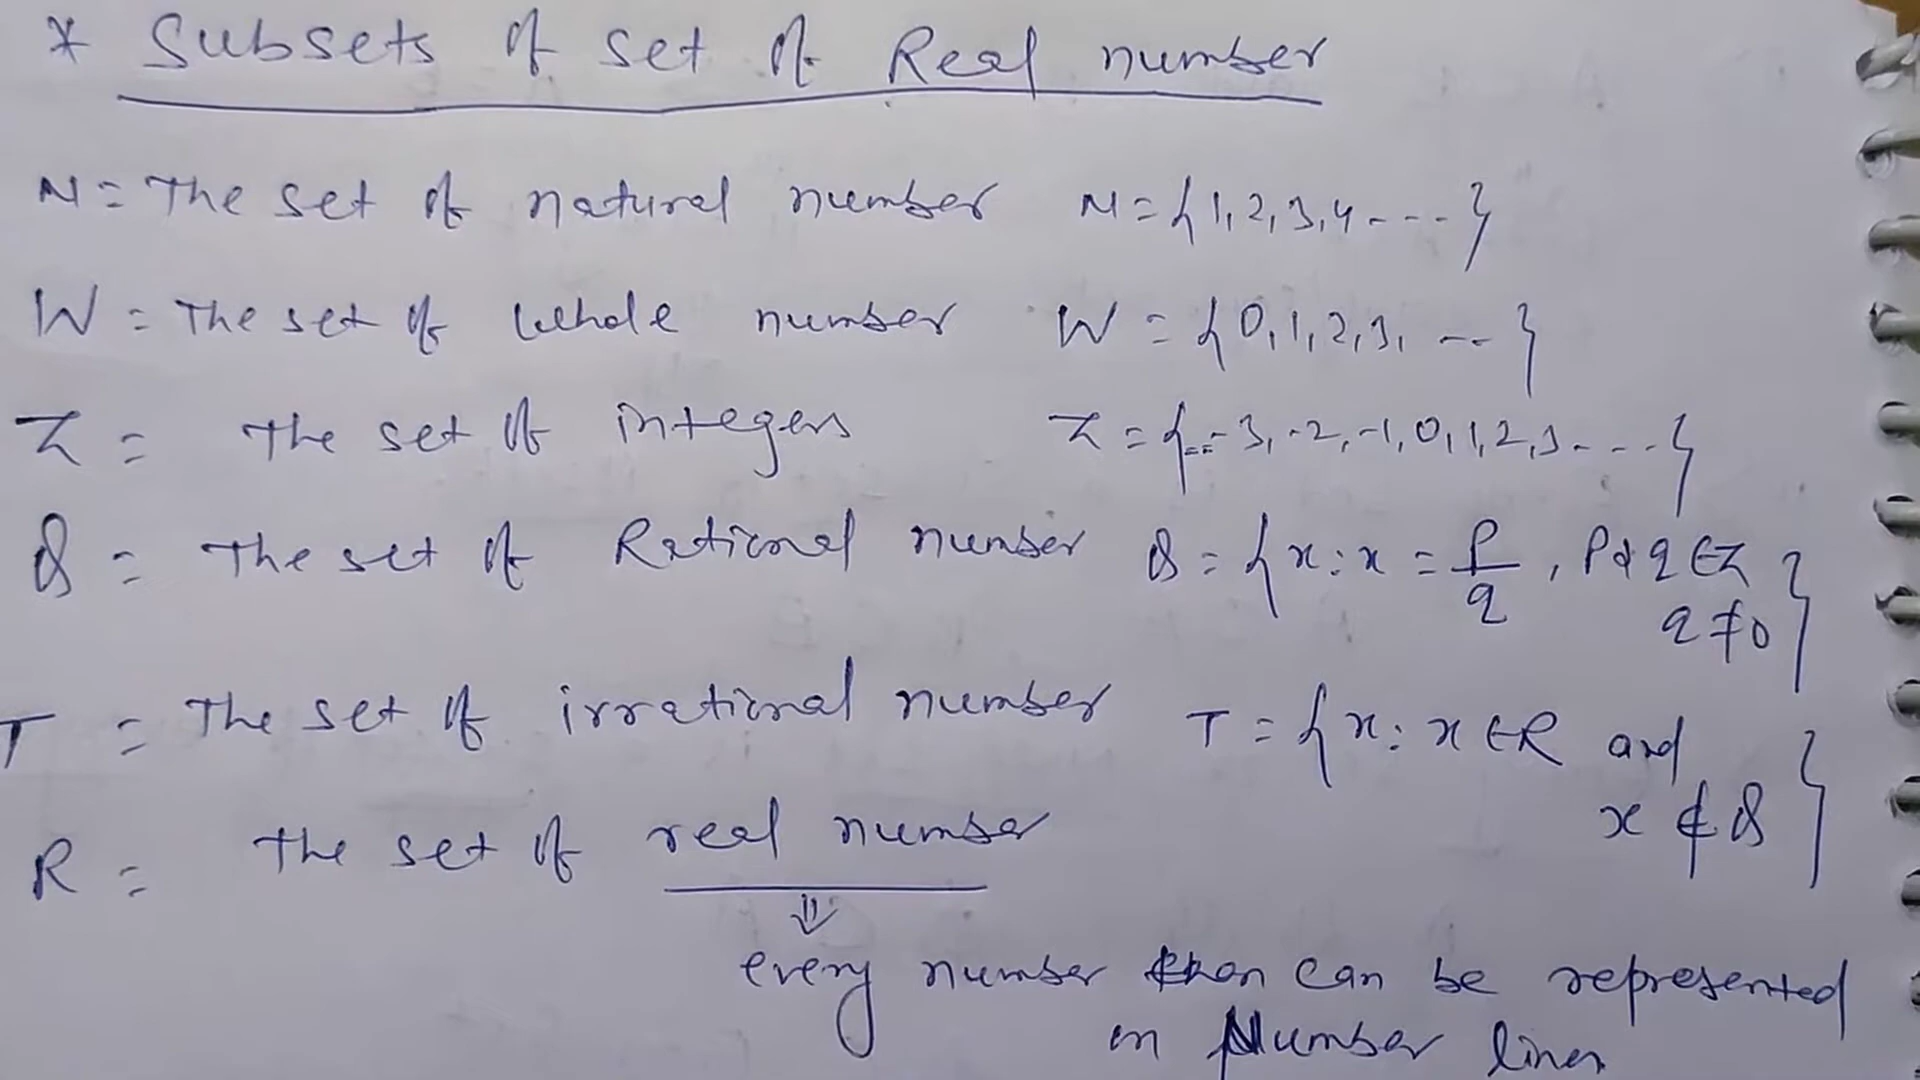 * Subsets of set of Real number
N = The set of natural number N = {1, 2, 3, 4 - - - - }
W = The set of whole number W = {0, 1, 2, 3, - -- }
Z = The set of integers Z = {--- 3, -2, -1, 0, 1, 2, 3 - - - - }
Q = The set of Rational number Q = {x : x = p/q , P & q ∈ Z
q ≠ 0 }
T = The set of irrational number T = {x : x ∈ R and
x ∉ Q }
R = The set of real number
⇓
every number can be represented
on Number line